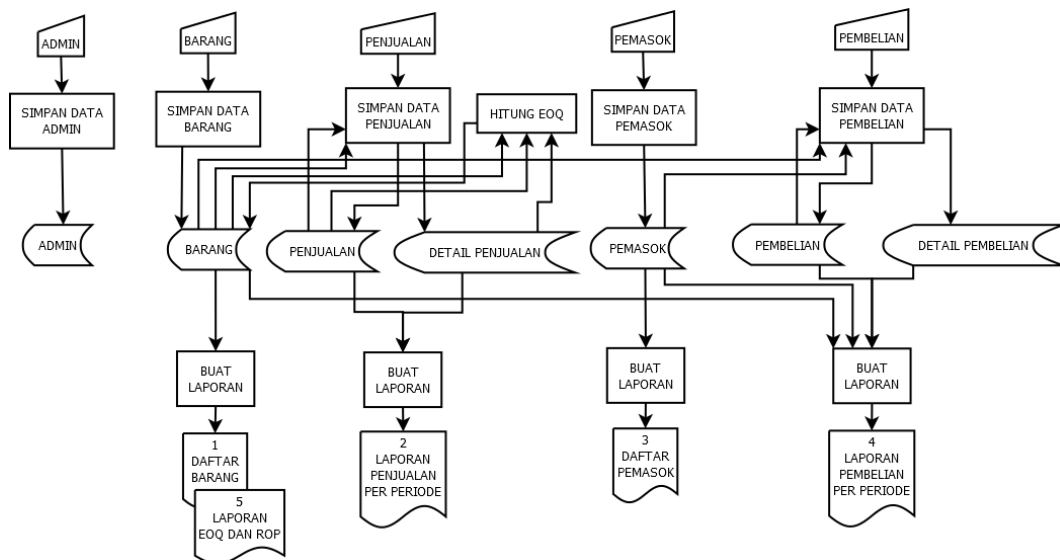 ADMIN
BARANG
PENJUALAN
PEMASOK
PEMBELIAN
SIMPAN DATA
ADMIN
SIMPAN DATA
BARANG
SIMPAN DATA
PENJUALAN
HITUNG EOQ
SIMPAN DATA
PEMASOK
SIMPAN DATA
PEMBELIAN
ADMIN
BARANG
PENJUALAN
DETAIL PENJUALAN
PEMASOK
PEMBELIAN
DETAIL PEMBELIAN
BUAT
LAPORAN
BUAT
LAPORAN
BUAT
LAPORAN
BUAT
LAPORAN
1
DAFTAR
BARANG
5
LAPORAN
EOQ DAN ROP
2
LAPORAN
PENJUALAN
PER PERIODE
3
DAFTAR
PEMASOK
4
LAPORAN
PEMBELIAN
PER PERIODE